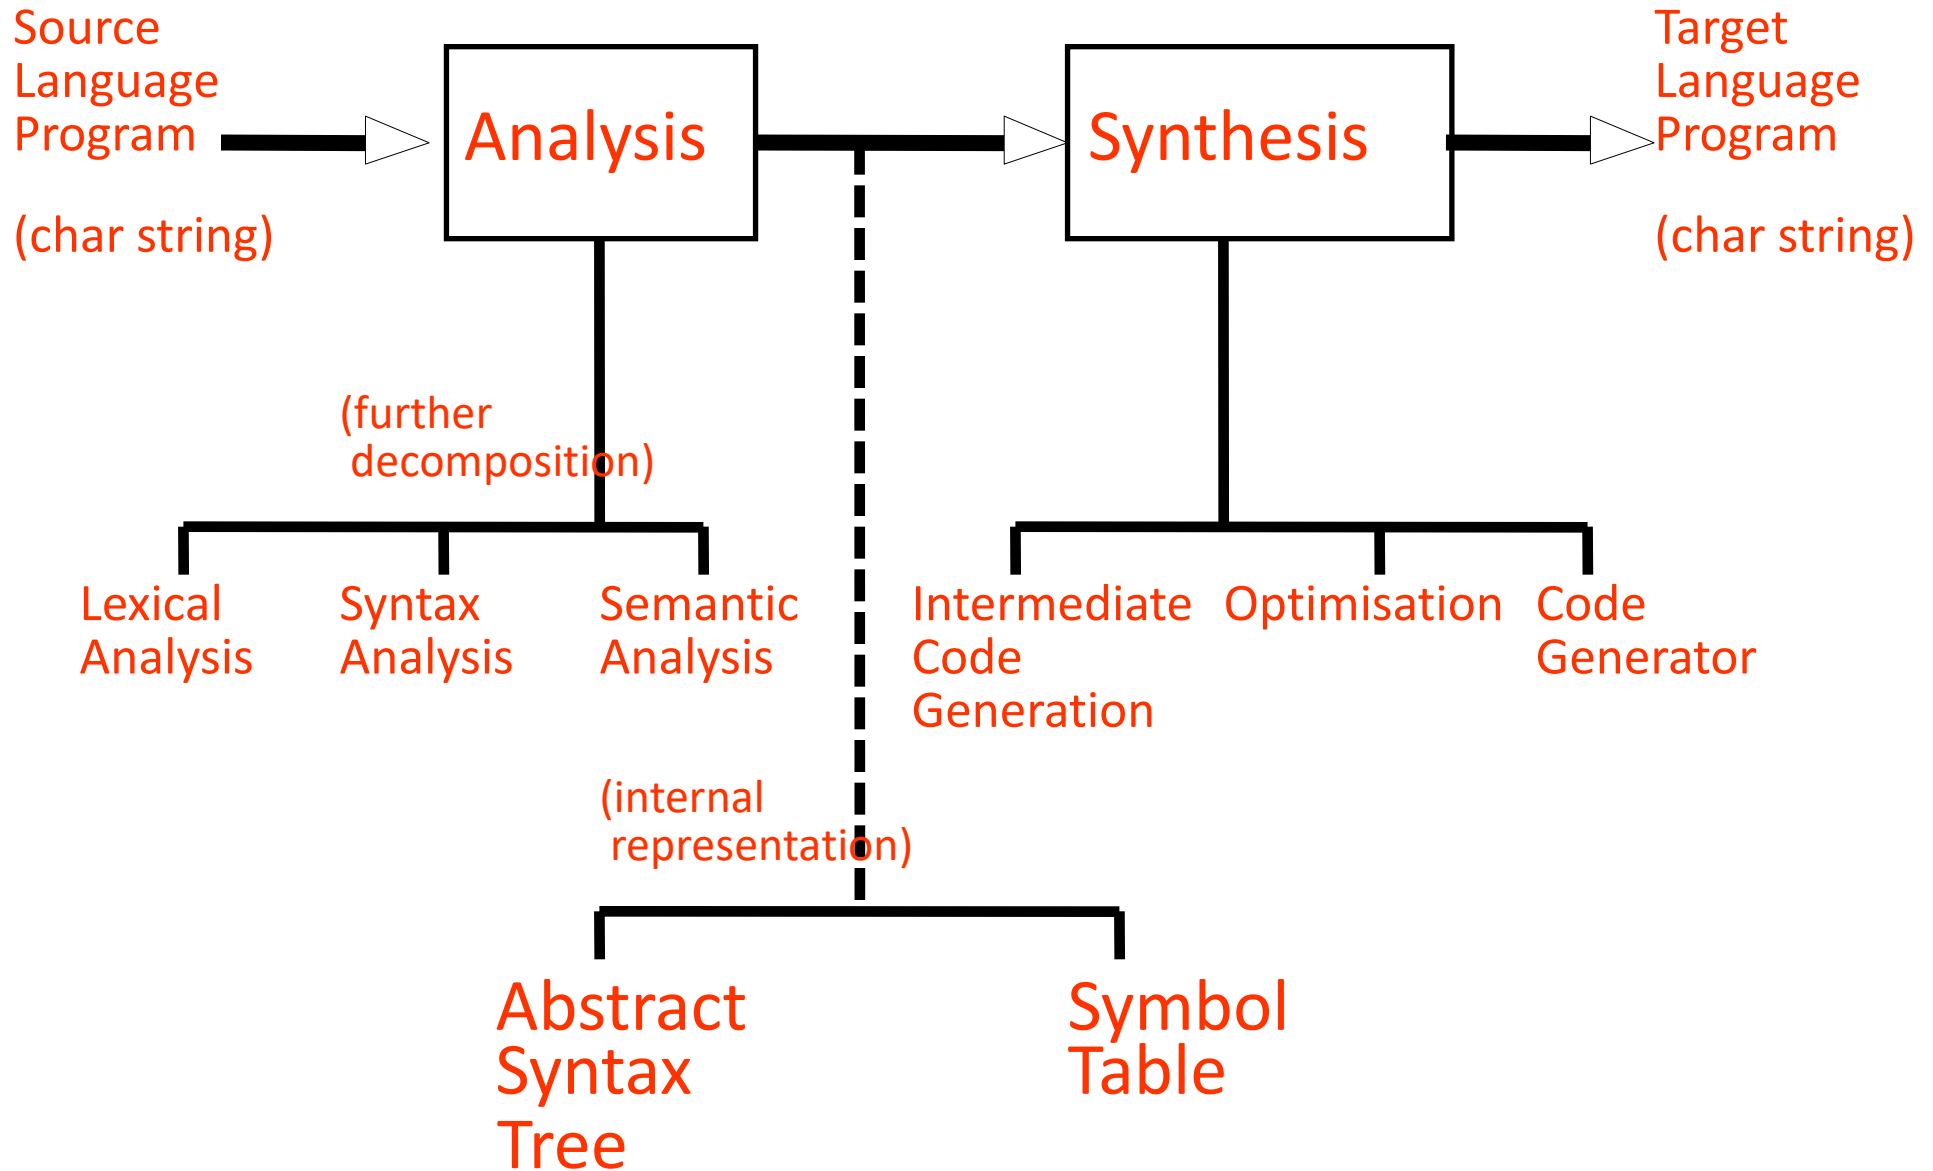 Source
Language
Program
(char string)
Analysis
Synthesis
Target
Language
Program
(char string)
(further
decomposition)
Lexical
Analysis
Syntax
Analysis
Semantic
Analysis
Intermediate
Code
Generation
Optimisation
Code
Generator
(internal
representation)
Abstract
Syntax
Tree
Symbol
Table